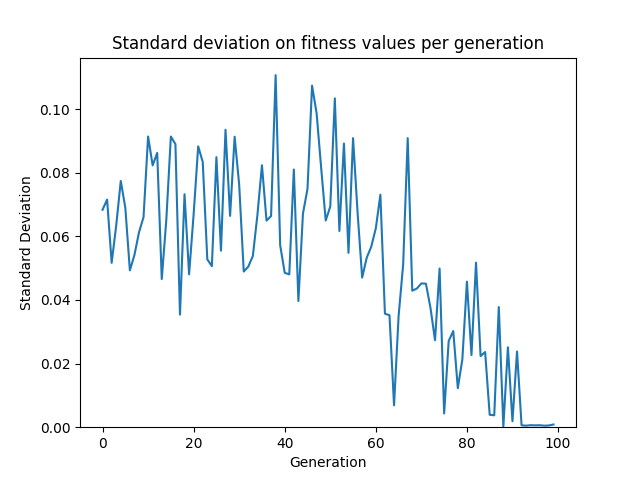 Standard deviation on fitness values per generation
Standard Deviation
0.10
0.08
0.06
0.04
0.02
0.00
0 20 40 60 80 100
Generation